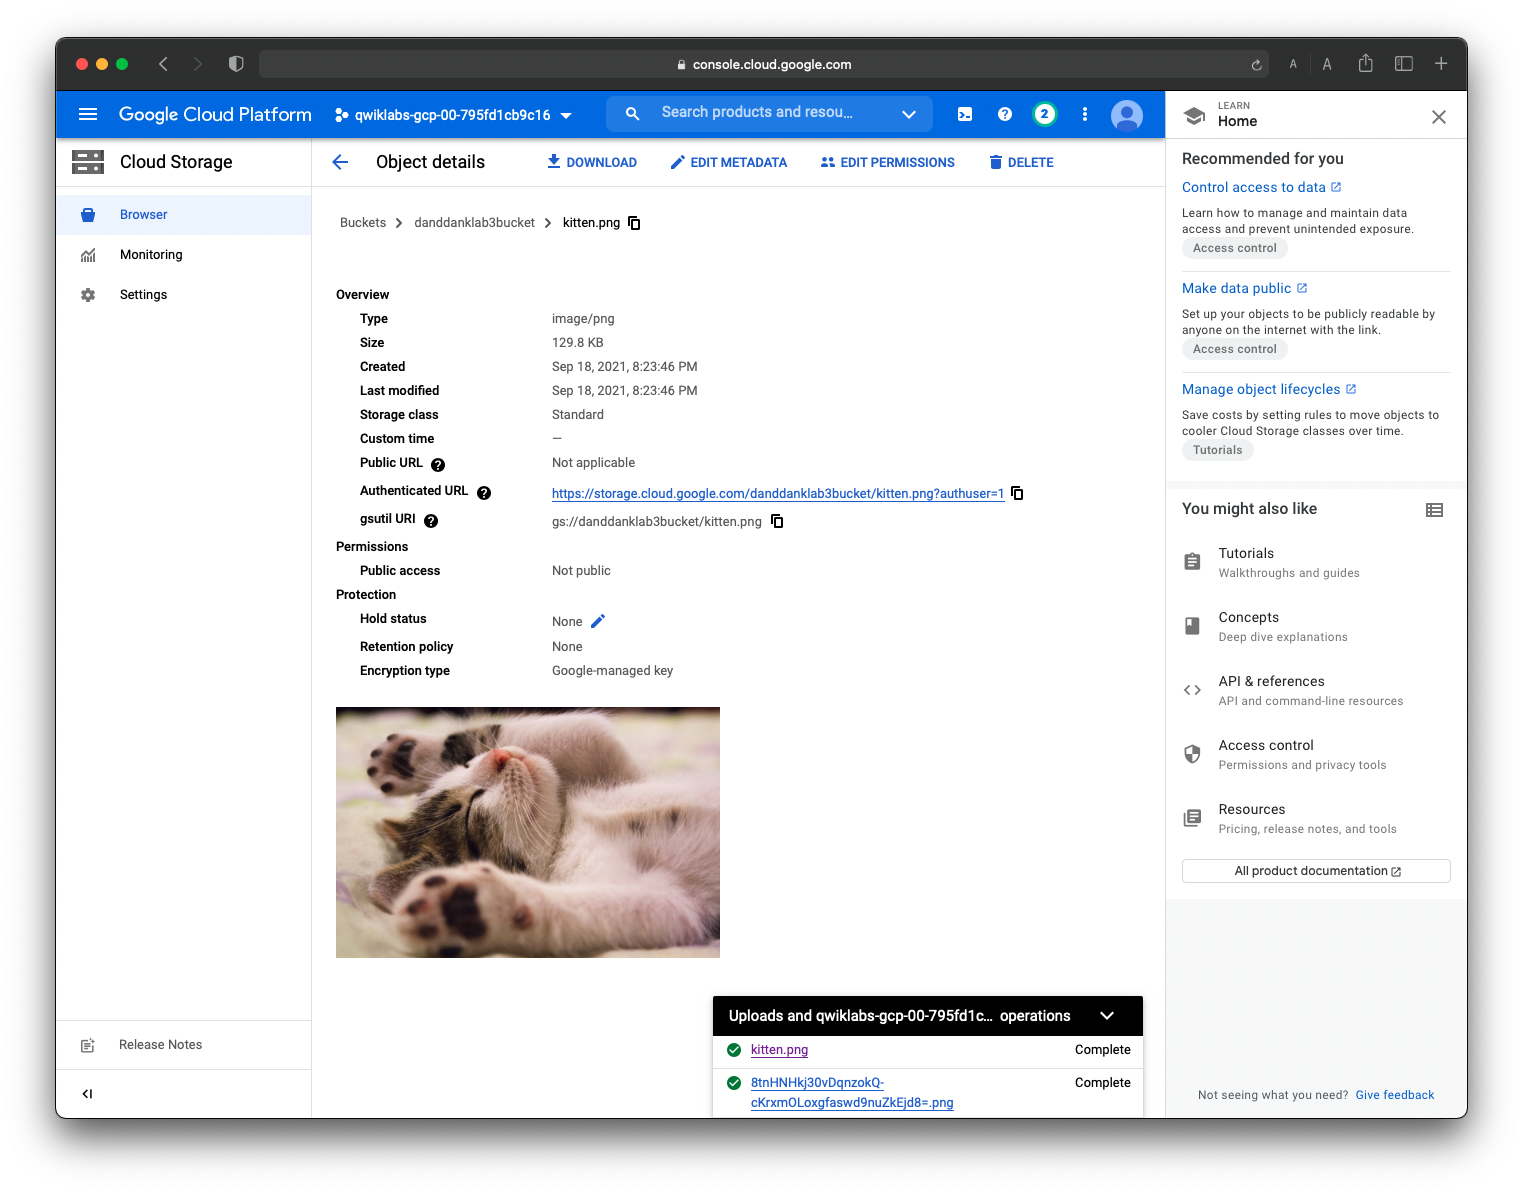 console.cloud.google.com
A A
Google Cloud Platform
qwiklabs-gcp-00-795fd1cb9c16
Search products and resou...
2
LEARN
Home
Cloud Storage
Object details
DOWNLOAD
EDIT METADATA
EDIT PERMISSIONS
DELETE
Browser
Monitoring
Settings
Release Notes
Buckets > danddanklab3bucket > kitten.png
Overview
Type image/png
Size 129.8 KB
Created Sep 18, 2021, 8:23:46 PM
Last modified Sep 18, 2021, 8:23:46 PM
Storage class Standard
Custom time —
Public URL Not applicable
Authenticated URL https://storage.cloud.google.com/danddanklab3bucket/kitten.png?authuser=1
gsutil URI gs://danddanklab3bucket/kitten.png
Permissions
Public access Not public
Protection
Hold status None
Retention policy None
Encryption type Google-managed key
Uploads and qwiklabs-gcp-00-795fd1c... operations
kitten.png Complete
8tnHNHkj30vDqnzokQ- Complete
cKrxmOLoxgfaswd9nuZkEjd8=.png
Recommended for you
Control access to data
Learn how to manage and maintain data
access and prevent unintended exposure.
Access control
Make data public
Set up your objects to be publicly readable by
anyone on the internet with the link.
Access control
Manage object lifecycles
Save costs by setting rules to move objects to
cooler Cloud Storage classes over time.
Tutorials
You might also like
Tutorials
Walkthroughs and guides
Concepts
Deep dive explanations
API & references
API and command-line resources
Access control
Permissions and privacy tools
Resources
Pricing, release notes, and tools
All product documentation
Not seeing what you need? Give feedback